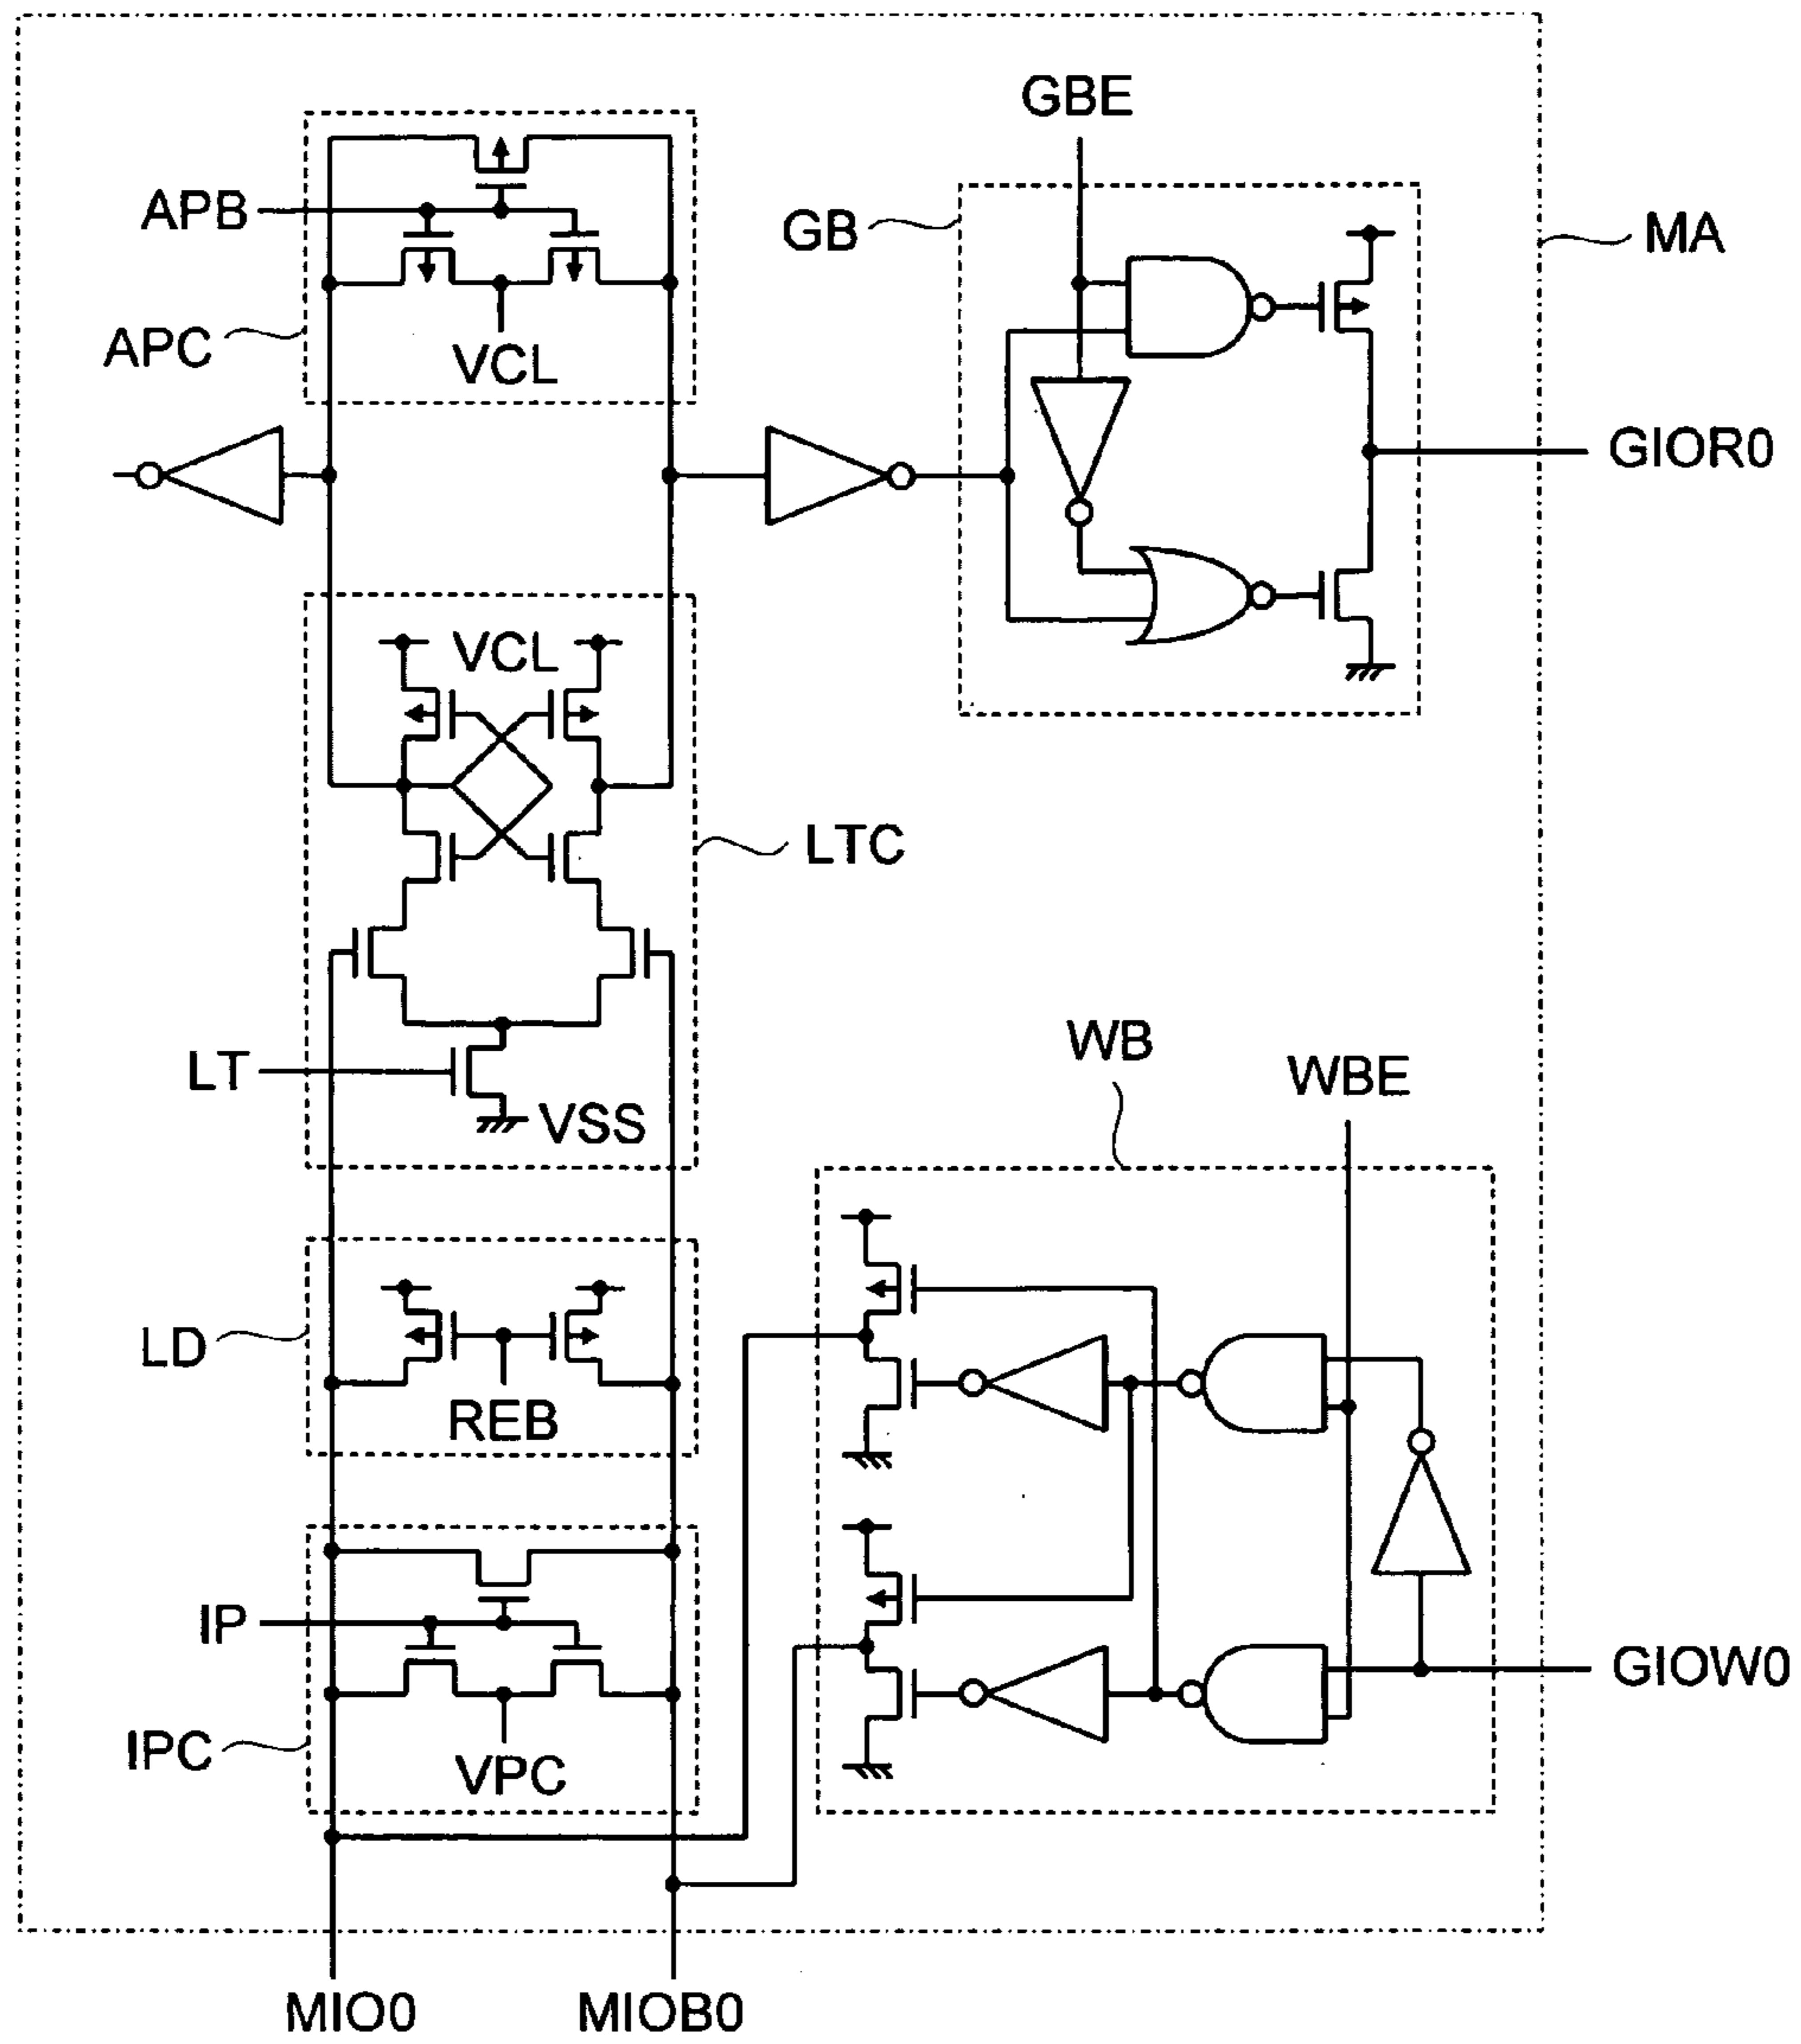 GBE
APB
GB
MA
APC
VCL
GIOR0
VCL
LTC
WB
WBE
LT
VSS
LD
REB
IP
GIOW0
IPC
VPC
MIO0
MIOB0